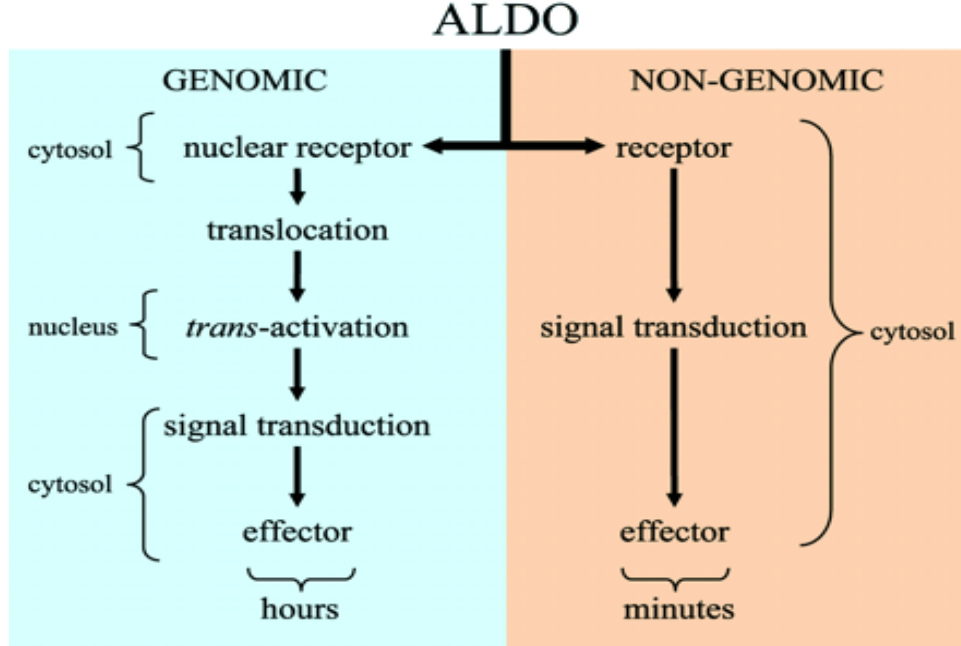 ALDO
GENOMIC
NON-GENOMIC
cytosol
nuclear receptor
receptor
translocation
nucleus
trans-activation
signal transduction
cytosol
signal transduction
cytosol
effector
effector
hours
minutes